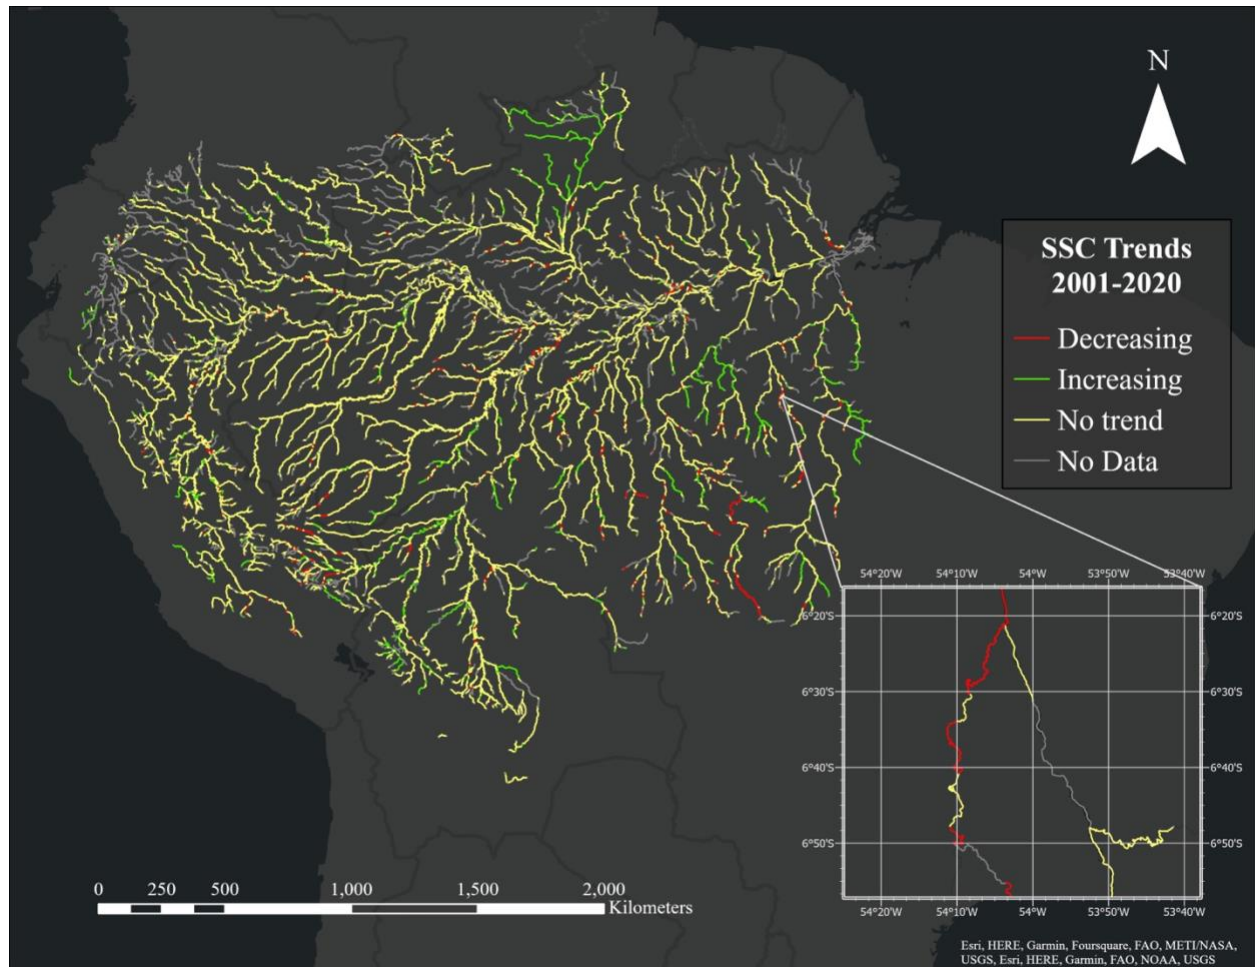 N
SSC Trends
2001-2020
Decreasing
Increasing
No trend
No Data
54°20'W 54°10'W 54°W 53°50'W 53°40'W
6°20'S 6°20'S
6°30'S 6°30'S
6°40'S 6°40'S
6°50'S 6°50'S
54°20'W 54°10'W 54°W 53°50'W 53°40'W
0 250 500 1,000 1,500 2,000
Kilometers
Esri, HERE, Garmin, Foursquare, FAO, METI/NASA,
USGS, Esri, HERE, Garmin, FAO, NOAA, USGS